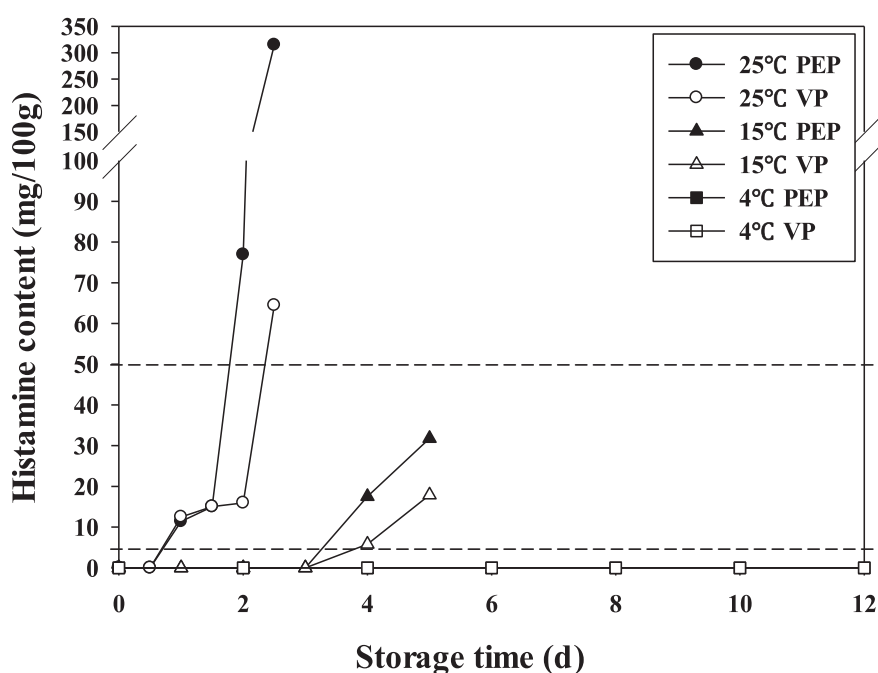 Histamine content (mg/100g)
350
300
250
200
150
100
90
80
70
60
50
40
30
20
10
0
25℃ PEP
25℃ VP
15℃ PEP
15℃ VP
4℃ PEP
4℃ VP
0 2 4 6 8 10 12
Storage time (d)